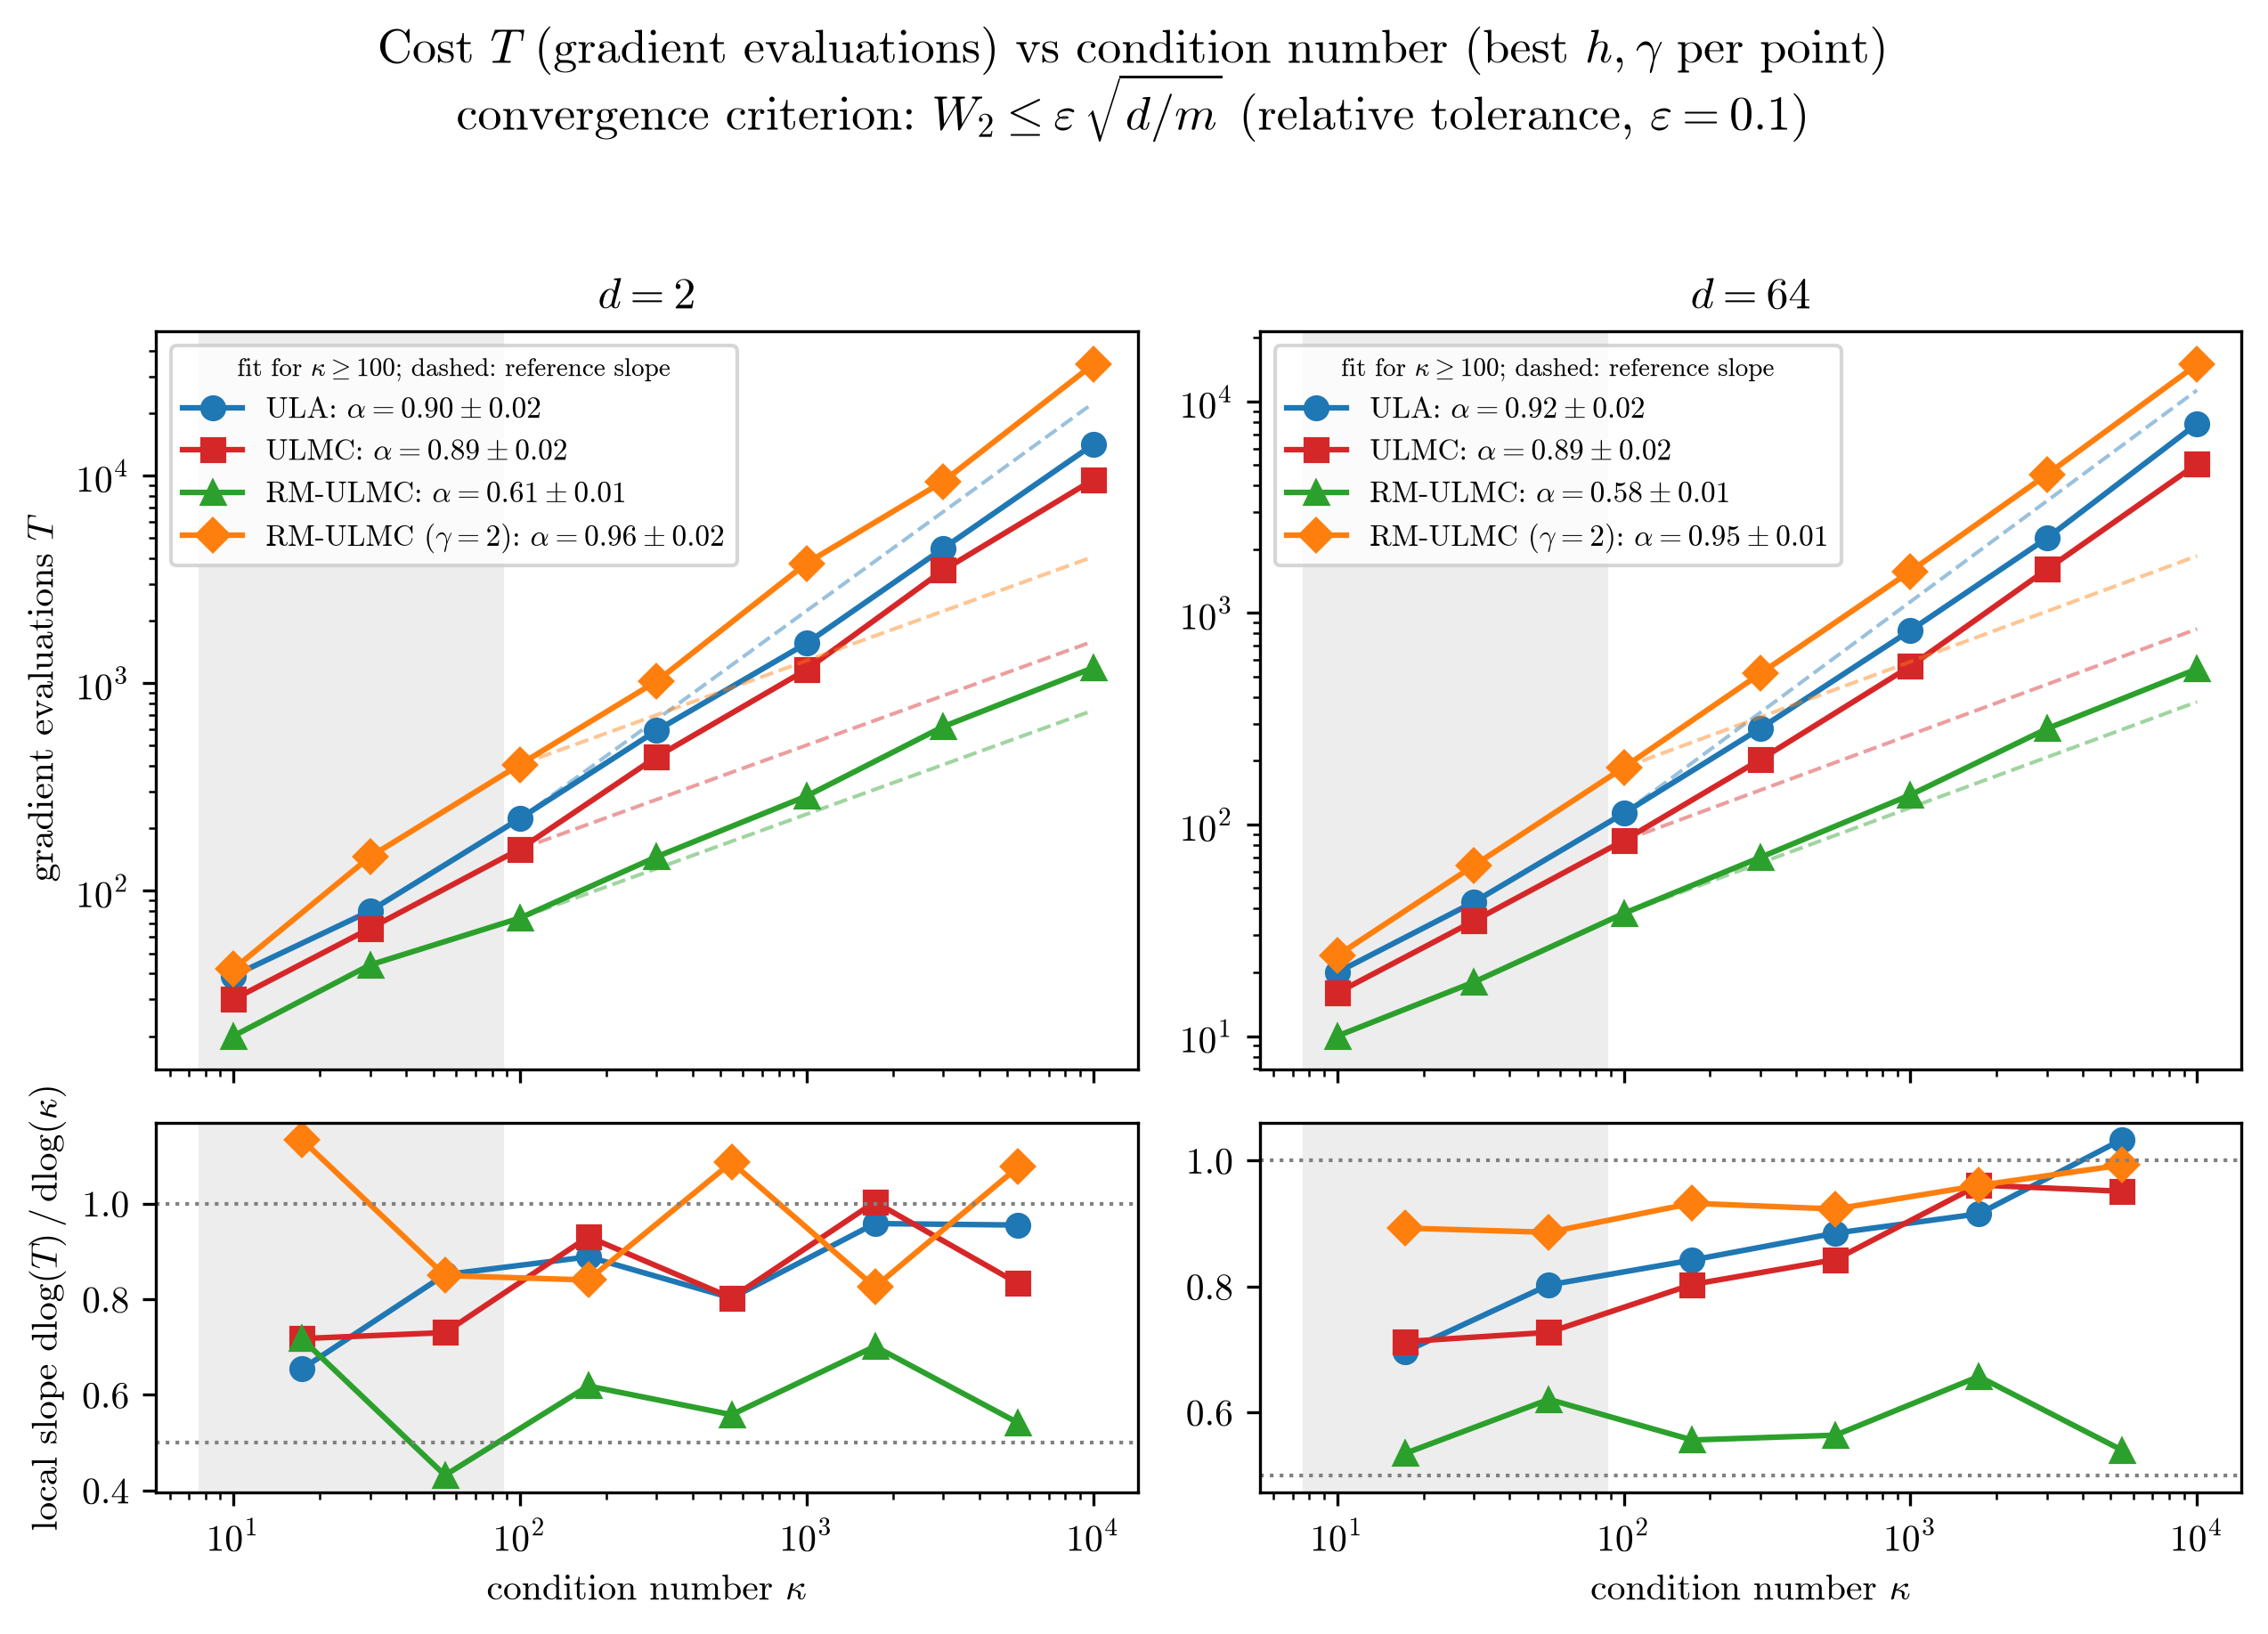 Cost T (gradient evaluations) vs condition number (best h, γ per point)
convergence criterion: W₂ ≤ ε √d/m (relative tolerance, ε = 0.1)
d = 2
fit for κ ≥ 100; dashed: reference slope
ULA: α = 0.90 ± 0.02
ULMC: α = 0.89 ± 0.02
RM-ULMC: α = 0.61 ± 0.01
RM-ULMC (γ = 2): α = 0.96 ± 0.02
gradient evaluations T
10⁴
10³
10²
d = 64
fit for κ ≥ 100; dashed: reference slope
ULA: α = 0.92 ± 0.02
ULMC: α = 0.89 ± 0.02
RM-ULMC: α = 0.58 ± 0.01
RM-ULMC (γ = 2): α = 0.95 ± 0.01
10⁴
10³
10²
10¹
local slope dlog(T) / dlog(κ)
1.0
0.8
0.6
0.4
10¹ 10² 10³ 10⁴
condition number κ
1.0
0.8
0.6
10¹ 10² 10³ 10⁴
condition number κ